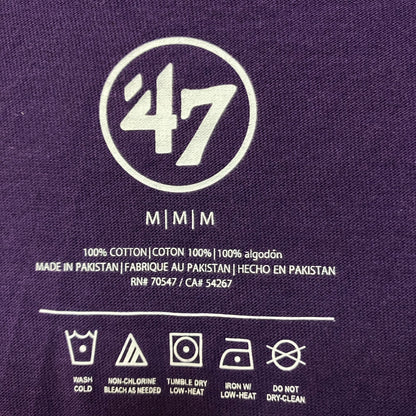 '47
M|M|M
100% COTTON|COTON 100%|100% algodón
MADE IN PAKISTAN|FABRIQUE AU PAKISTAN|HECHO EN PAKISTAN
RN# 70547 / CA# 54267
WASH COLD
NON-CHLORINE BLEACH AS NEEDED
TUMBLE DRY LOW-HEAT
IRON W/ LOW-HEAT
DO NOT DRY-CLEAN